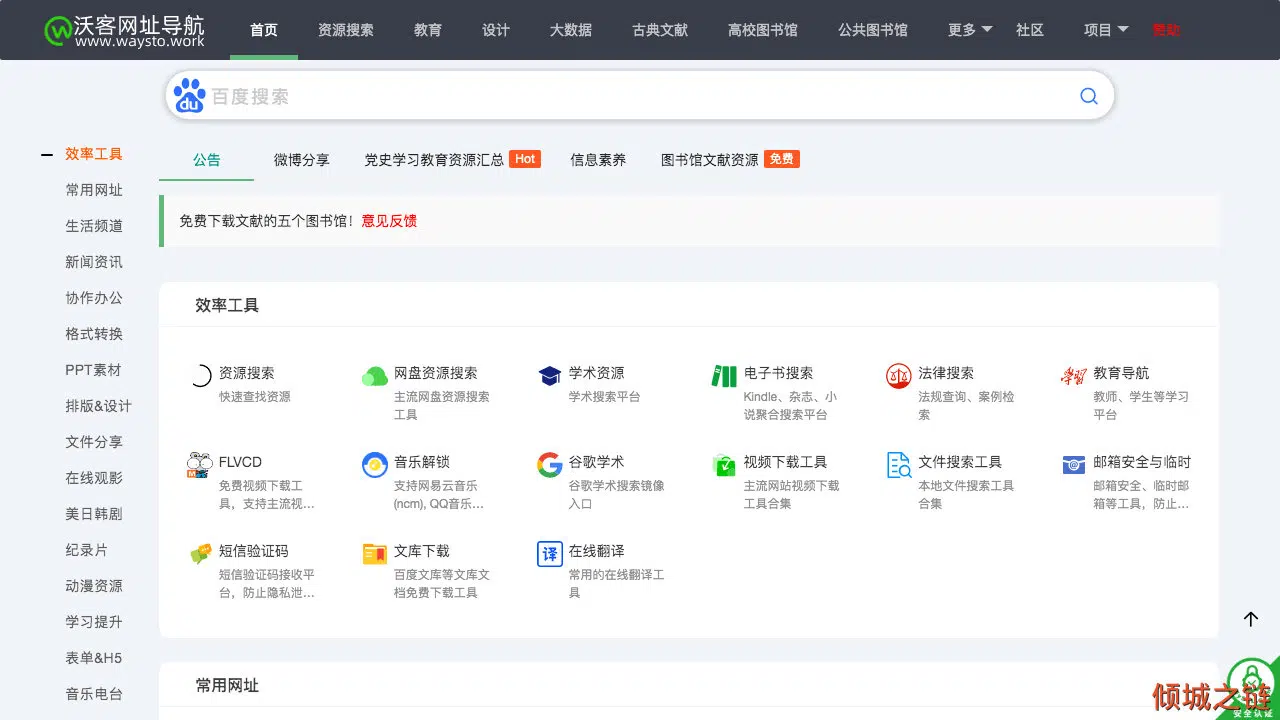 沃客网址导航
www.waysto.work
首页 资源搜索 教育 设计 大数据 古典文献 高校图书馆 公共图书馆 更多 社区 项目
du 百度搜索
公告 微博分享 党史学习教育资源汇总 Hot 信息素养 图书馆文献资源 免费
免费下载文献的五个图书馆！意见反馈
效率工具
常用网址
生活频道
新闻资讯
协作办公
格式转换
PPT素材
排版&设计
文件分享
在线观影
美日韩剧
纪录片
动漫资源
学习提升
表单&H5
音乐电台
效率工具
资源搜索
快速查找资源
网盘资源搜索
主流网盘资源搜索
工具
学术资源
学术搜索平台
电子书搜索
Kindle、杂志、小
说聚合搜索平台
法律搜索
法规查询、案例检
索
教育导航
教师、学生等学习
平台
FLVCD
免费视频下载工
具，支持主流视...
音乐解锁
支持网易云音乐
(ncm), QQ音乐...
谷歌学术
谷歌学术搜索镜像
入口
视频下载工具
主流网站视频下载
工具合集
文件搜索工具
本地文件搜索工具
合集
邮箱安全与临时
邮箱安全、临时邮
箱等工具，防止...
短信验证码
短信验证码接收平
台，防止隐私泄...
文库下载
百度文库等文库文
档免费下载工具
译 在线翻译
常用的在线翻译工
具
常用网址
倾城之链
安全认证